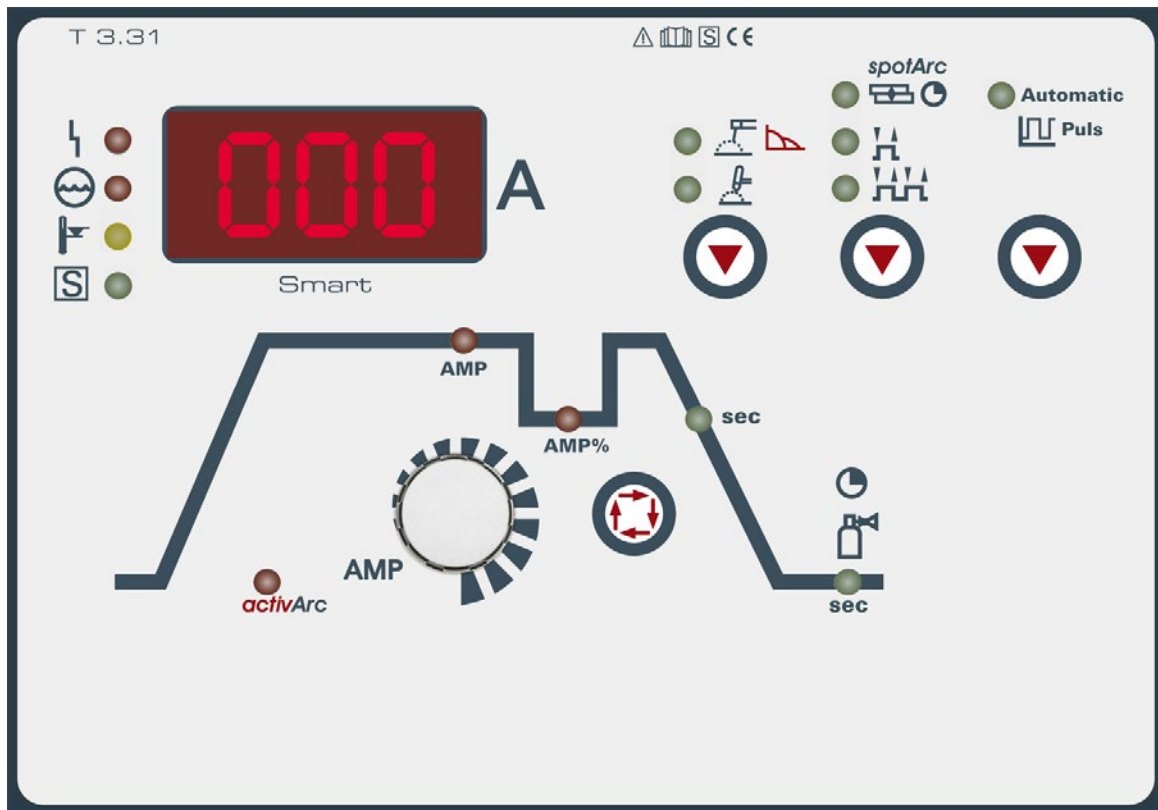 T 3.31
S CE
spotArc
Automatic
Puls
000 A
S
Smart
AMP
AMP%
sec
AMP
activArc
sec